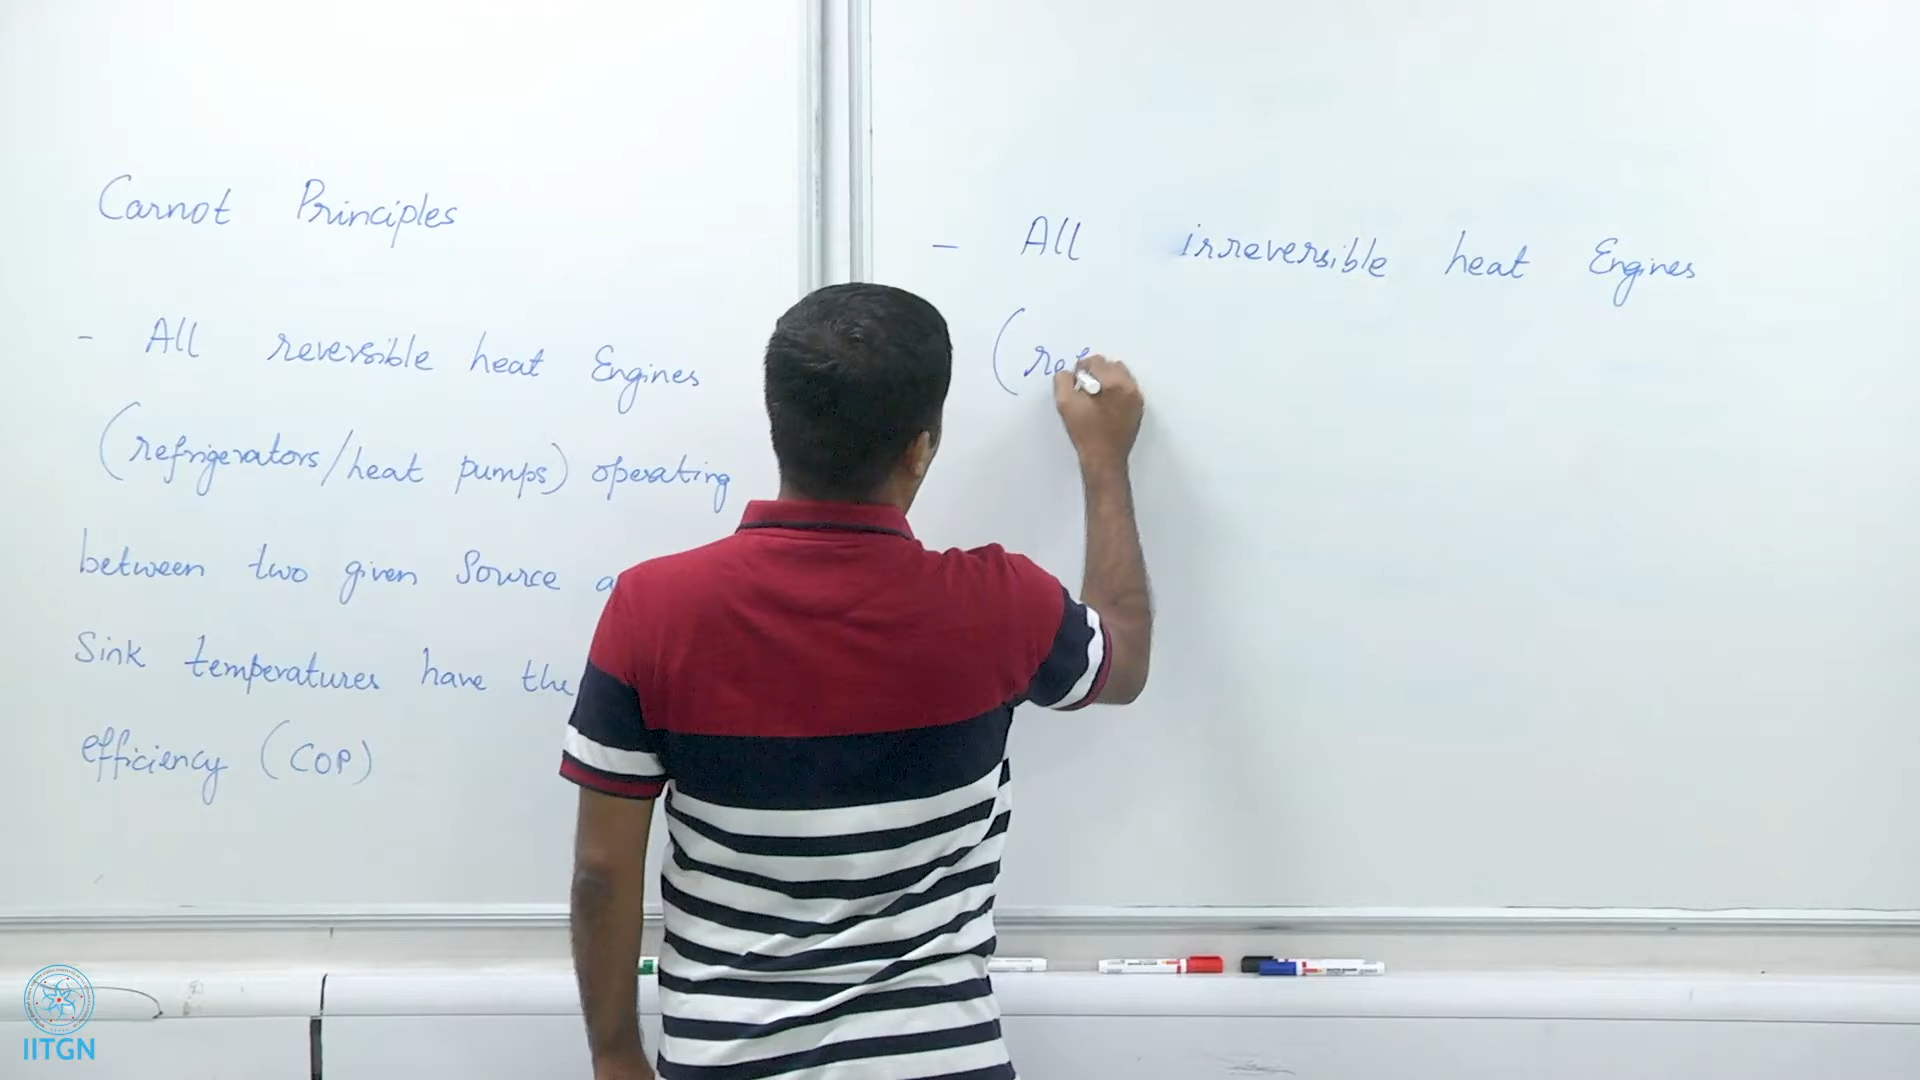 Carnot Principles
- All reversible heat Engines
(refrigerators/heat pumps) operating
between two given Source
Sink temperatures have the
efficiency (COP)
- All irreversible heat Engines
(ref
IITGN